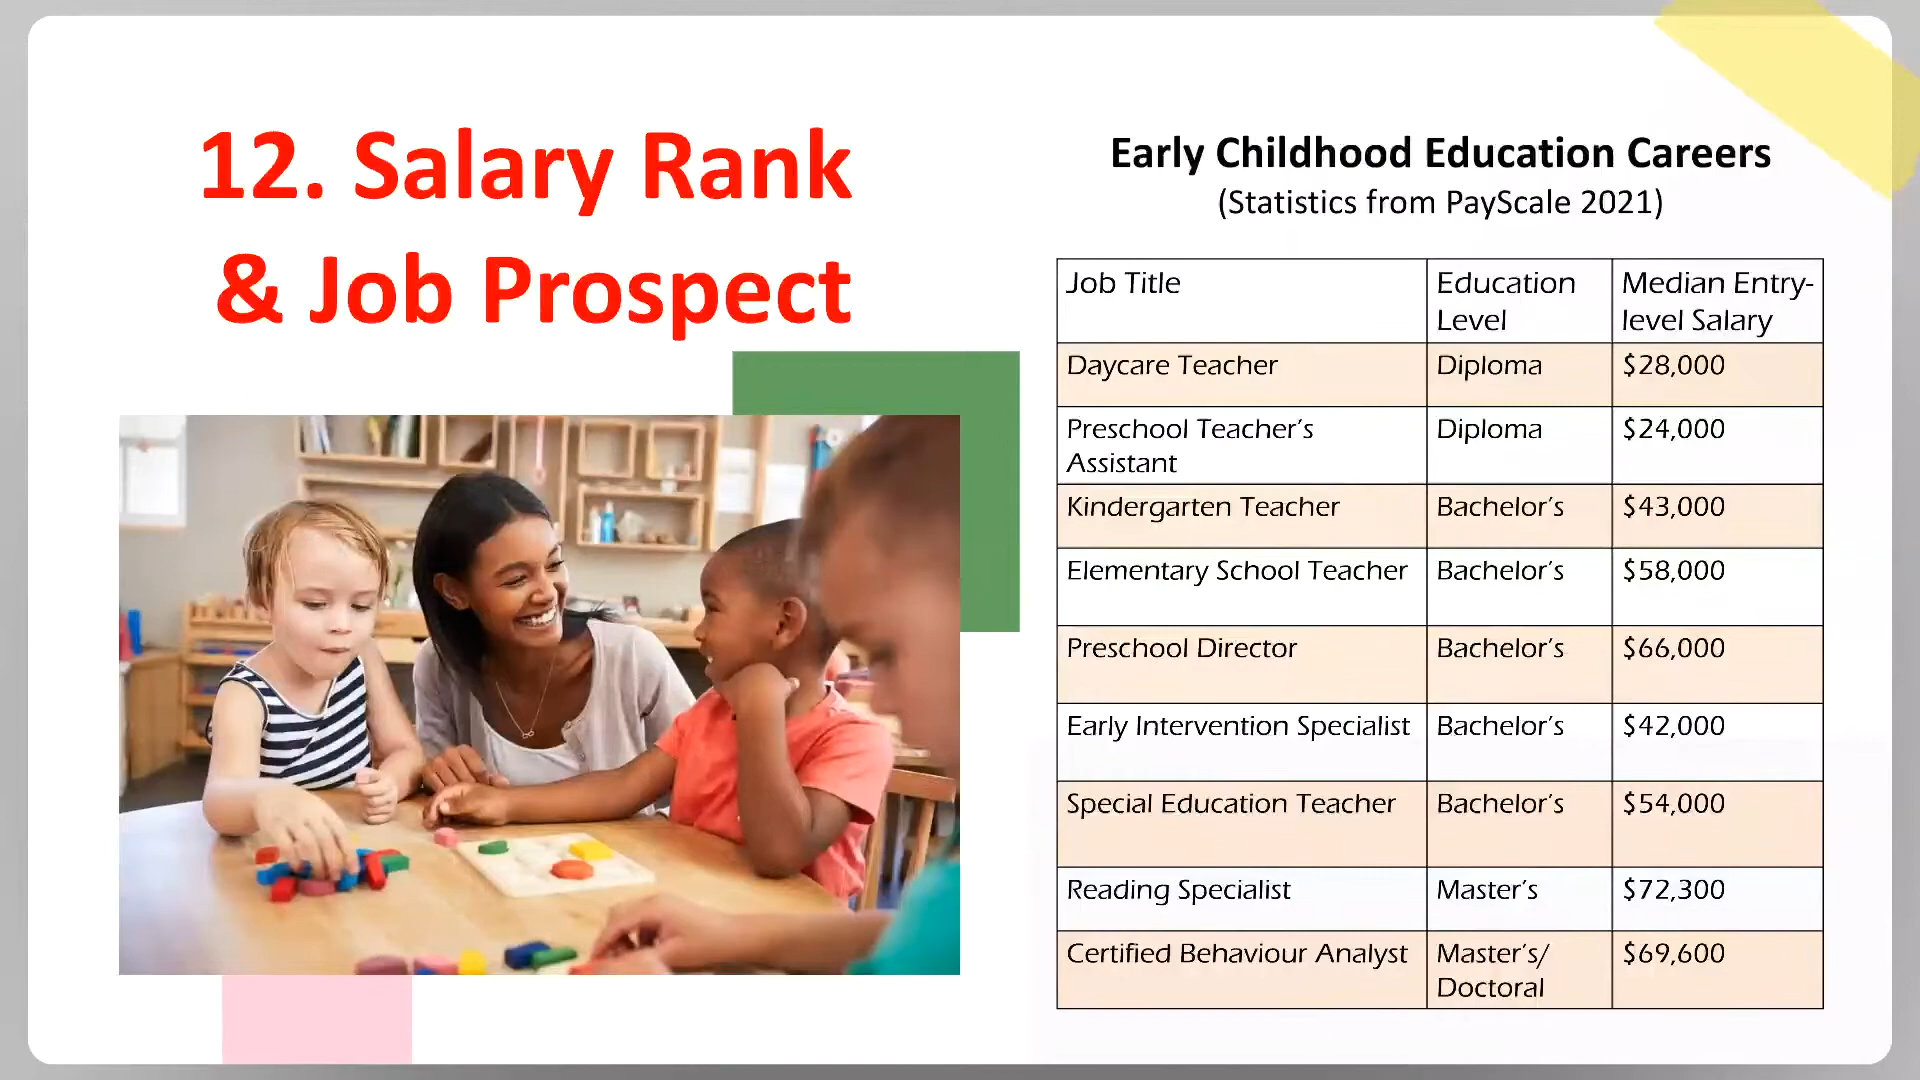 12. Salary Rank
& Job Prospect
Early Childhood Education Careers
(Statistics from PayScale 2021)
Job Title Education Level Median Entry-level Salary
Daycare Teacher Diploma $28,000
Preschool Teacher's Assistant Diploma $24,000
Kindergarten Teacher Bachelor's $43,000
Elementary School Teacher Bachelor's $58,000
Preschool Director Bachelor's $66,000
Early Intervention Specialist Bachelor's $42,000
Special Education Teacher Bachelor's $54,000
Reading Specialist Master's $72,300
Certified Behaviour Analyst Master's/ Doctoral $69,600